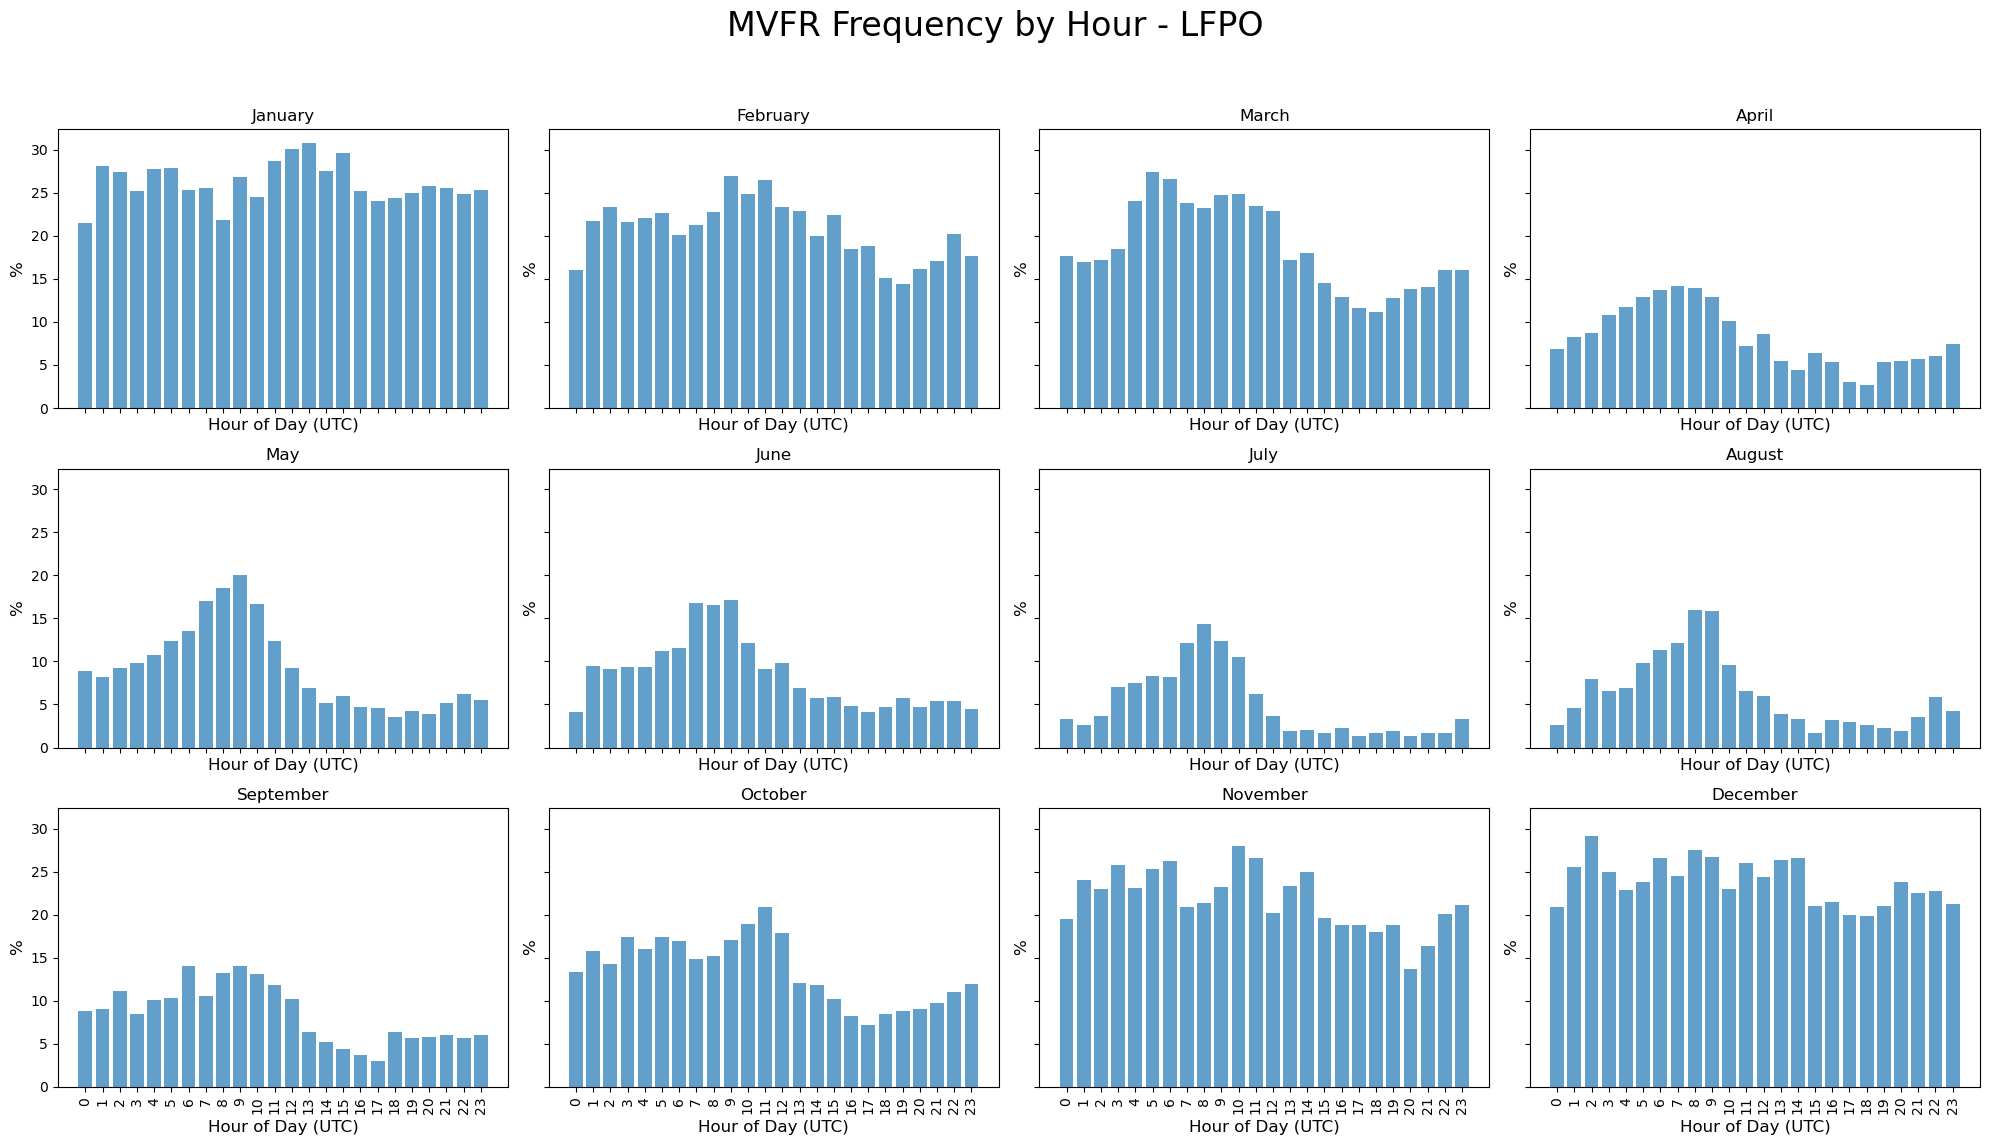 MVFR Frequency by Hour - LFPO
January
February
March
April
30
25
20
15
10
5
0
%
%
%
%
Hour of Day (UTC)
Hour of Day (UTC)
Hour of Day (UTC)
Hour of Day (UTC)
May
June
July
August
30
25
20
15
10
5
0
%
%
%
%
Hour of Day (UTC)
Hour of Day (UTC)
Hour of Day (UTC)
Hour of Day (UTC)
September
October
November
December
30
25
20
15
10
5
0
%
%
%
%
0 1 2 3 4 5 6 7 8 9 10 11 12 13 14 15 16 17 18 19 20 21 22 23
0 1 2 3 4 5 6 7 8 9 10 11 12 13 14 15 16 17 18 19 20 21 22 23
0 1 2 3 4 5 6 7 8 9 10 11 12 13 14 15 16 17 18 19 20 21 22 23
0 1 2 3 4 5 6 7 8 9 10 11 12 13 14 15 16 17 18 19 20 21 22 23
Hour of Day (UTC)
Hour of Day (UTC)
Hour of Day (UTC)
Hour of Day (UTC)